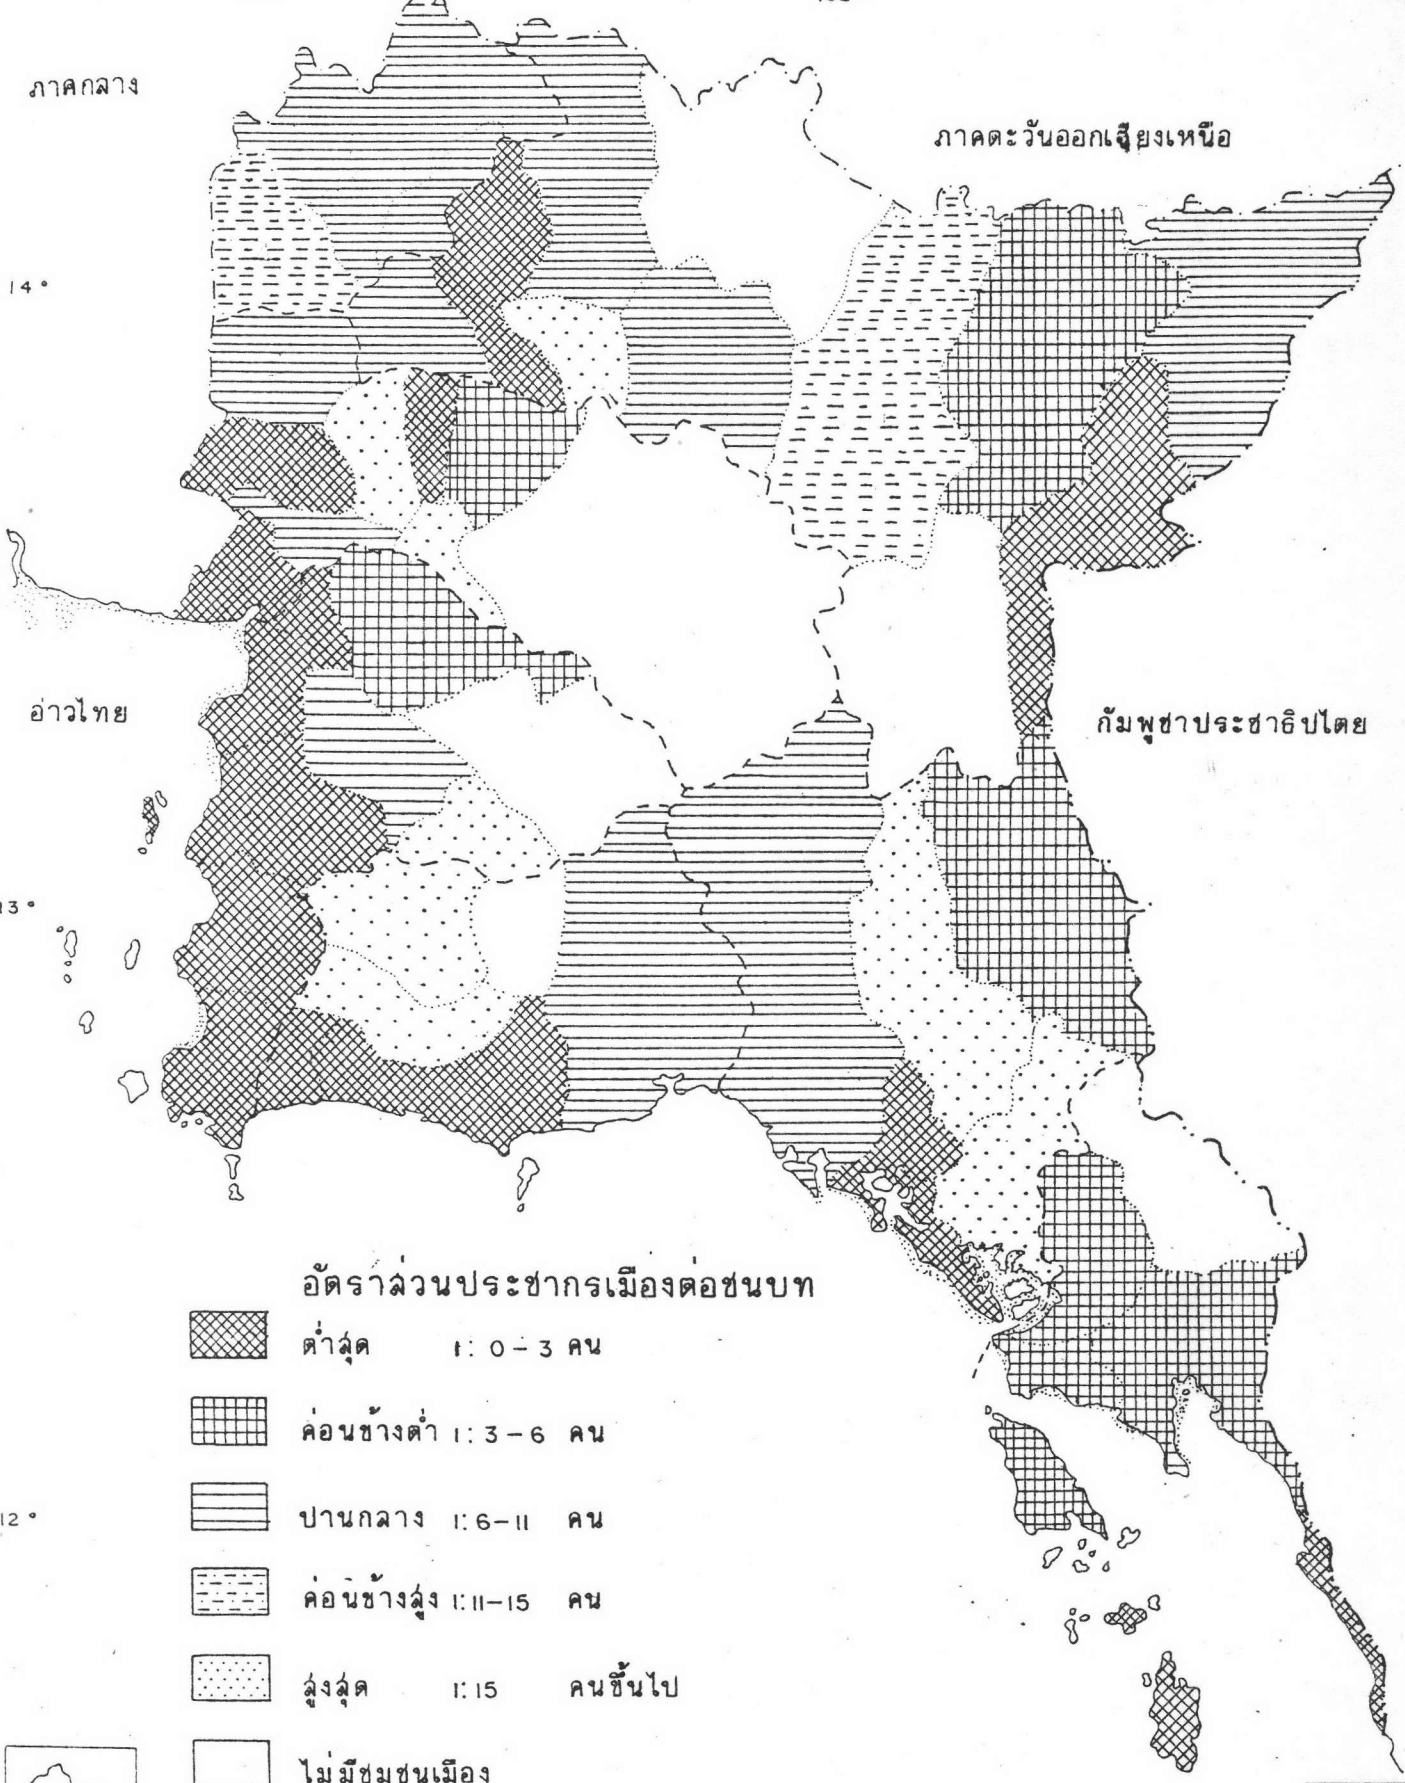 ภาคกลาง
ภาคตะวันออกเฉียงเหนือ
14°
อ่าวไทย
กัมพูชาประชาธิปไตย
13°
อัตราส่วนประชากรเมืองต่อชนบท
ต่ำสุด 1: 0-3 คน
ค่อนข้างต่ำ 1: 3-6 คน
12°
ปานกลาง 1: 6-11 คน
ค่อนข้างสูง 1: 11-15 คน
สูงสุด 1: 15 คนขึ้นไป
ไม่มีชุมชนเมือง